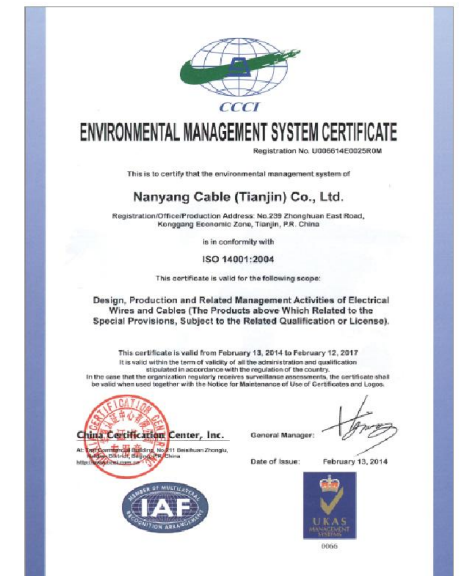 CCCI
ENVIRONMENTAL MANAGEMENT SYSTEM CERTIFICATE
Registration No. U006614E0025R0M
This is to certify that the environmental management system of
Nanyang Cable (Tianjin) Co., Ltd.
Registration/Office/Production Address: No.239 Zhonghuan East Road,
Konggang Economic Zone, Tianjin, P.R. China
is in conformity with
ISO 14001:2004
This certificate is valid for the following scope:
Design, Production and Related Management Activities of Electrical
Wires and Cables (The Products above Which Related to the
Special Provisions, Subject to the Related Qualification or License).
This certificate is valid from February 13, 2014 to February 12, 2017
It is valid within the term of validity of all the administration and qualification
stipulated in accordance with the regulation of the country.
In the case that the organization regularly receives surveillance assessments, the certificate shall
be valid when used together with the Notice for Maintenance of Use of Certificates and Logos.
China Certification Center, Inc.
General Manager:
Date of Issue: February 13, 2014
MEMBER OF MULTILATERAL
RECOGNITION ARRANGEMENT
IAF
UKAS
MANAGEMENT
SYSTEMS
0066